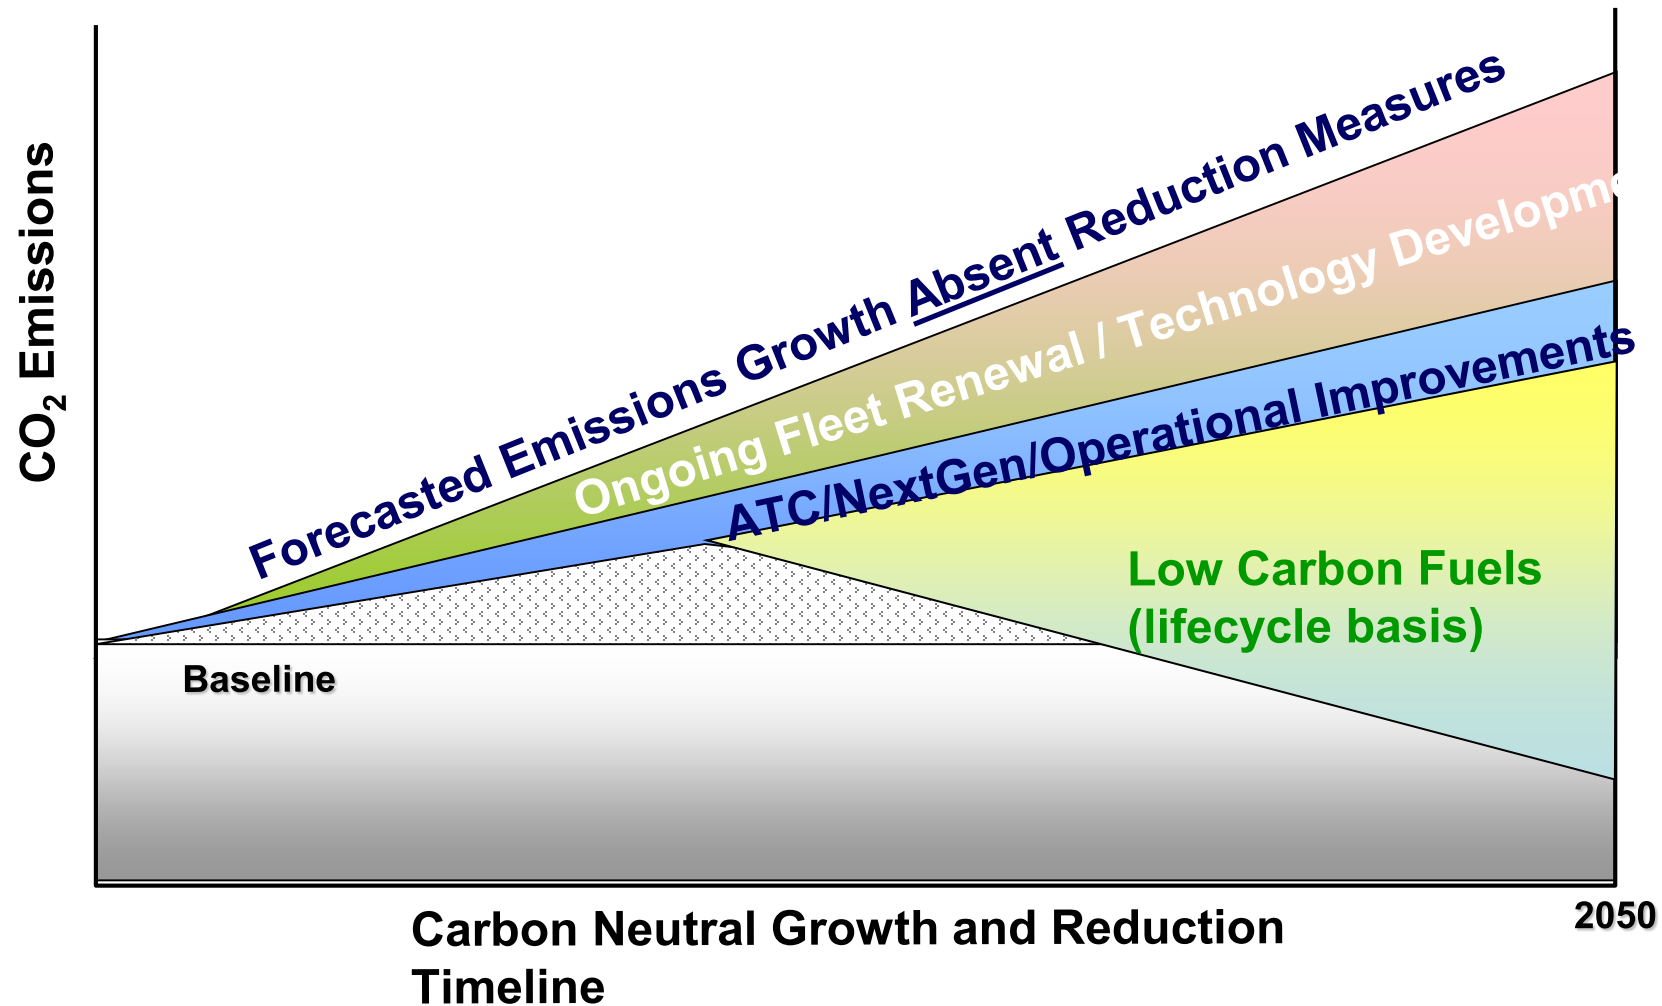 CO2 Emissions
Forecasted Emissions Growth Absent Reduction Measures
Ongoing Fleet Renewal / Technology Developme
ATC/NextGen/Operational Improvements
Low Carbon Fuels
(lifecycle basis)
Baseline
2050
Carbon Neutral Growth and Reduction
Timeline